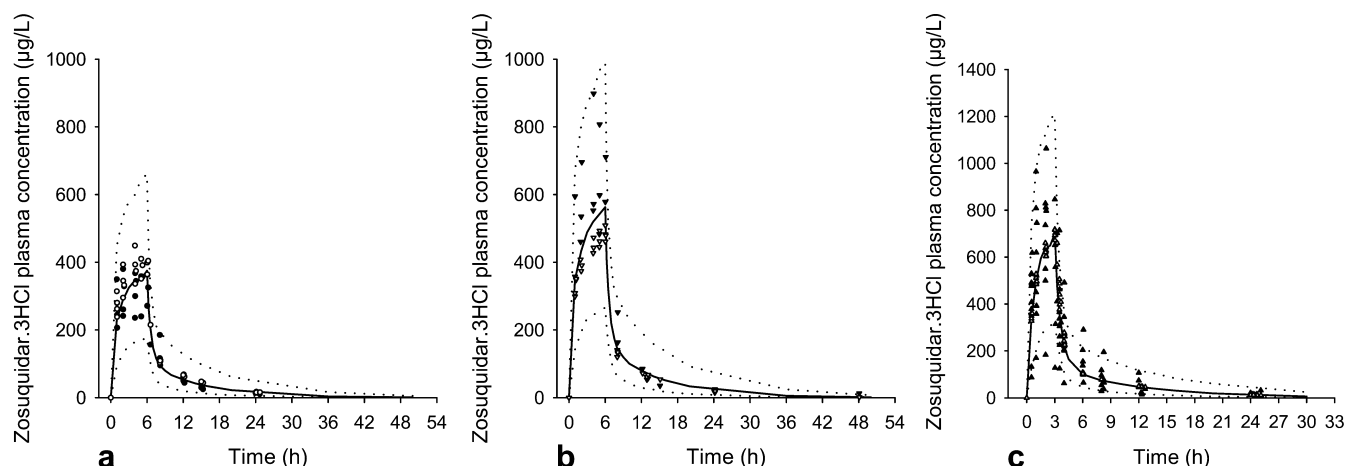 Zosuquidar.3HCl plasma concentration (µg/L)
1000
800
600
400
200
0
0 6 12 18 24 30 36 42 48 54
a
Time (h)
Zosuquidar.3HCl plasma concentration (µg/L)
1000
800
600
400
200
0
0 6 12 18 24 30 36 42 48 54
b
Time (h)
Zosuquidar.3HCl plasma concentration (µg/L)
1400
1200
1000
800
600
400
200
0
0 3 6 9 12 15 18 21 24 27 30 33
c
Time (h)